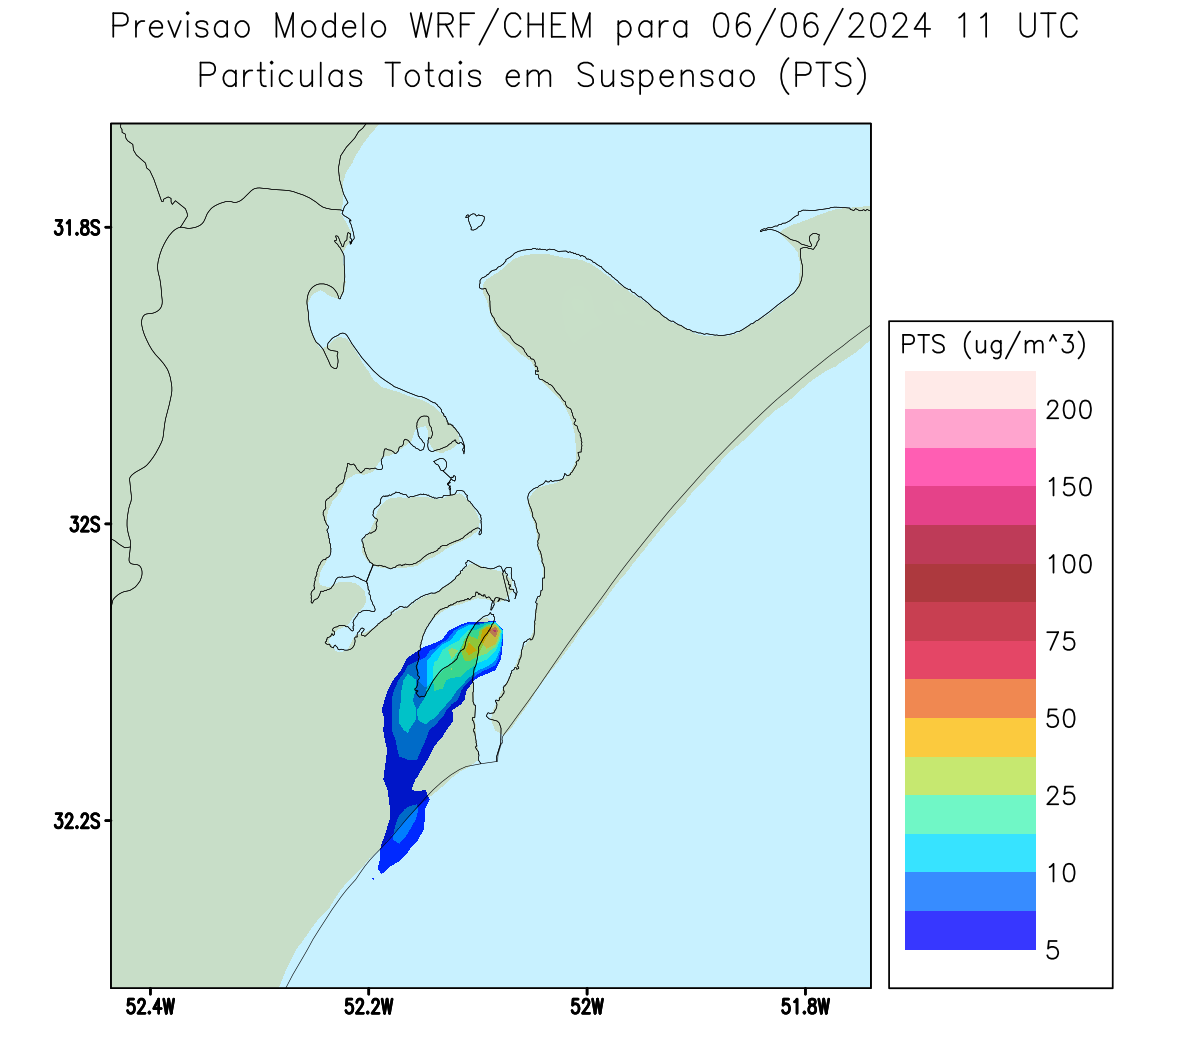 Previsao Modelo WRF/CHEM para 06/06/2024 11 UTC
Particulas Totais em Suspensao (PTS)
31.8S
32S
32.2S
52.4W
52.2W
52W
51.8W
PTS (ug/m^3)
200
150
100
75
50
25
10
5